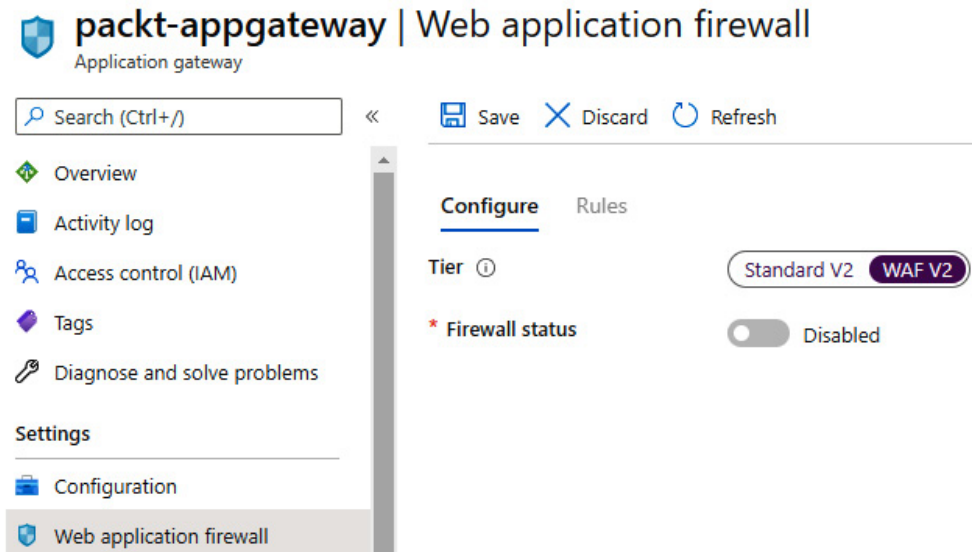 packt-appgateway | Web application firewall
Application gateway
Search (Ctrl+/)
«
Save
Discard
Refresh
Overview
Activity log
Access control (IAM)
Tags
Diagnose and solve problems
Settings
Configuration
Web application firewall
Configure
Rules
Tier
Standard V2
WAF V2
* Firewall status
Disabled